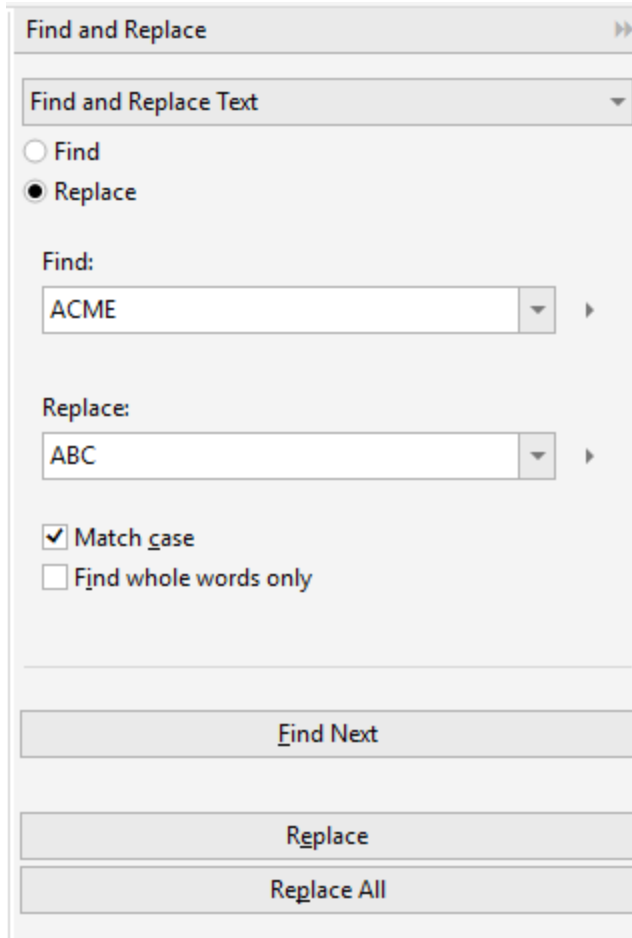 Find and Replace
Find and Replace Text
Find
Replace
Find:
ACME
Replace:
ABC
Match case
Find whole words only
Find Next
Replace
Replace All